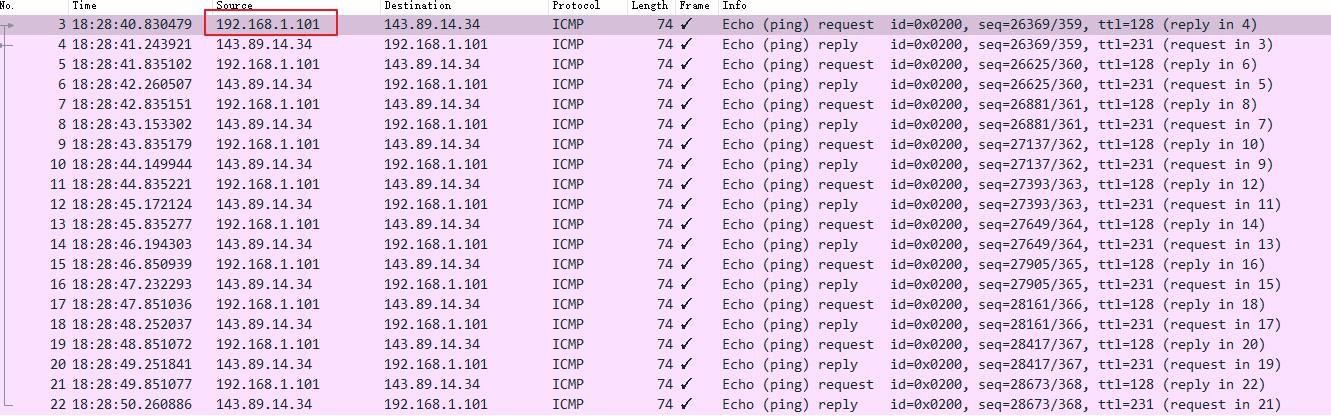 No. Time Source Destination Protocol Length Frame Info
3 18:28:40.830479 192.168.1.101 143.89.14.34 ICMP 74 ✓ Echo (ping) request id=0x0200, seq=26369/359, ttl=128 (reply in 4)
4 18:28:41.243921 143.89.14.34 192.168.1.101 ICMP 74 ✓ Echo (ping) reply id=0x0200, seq=26369/359, ttl=231 (request in 3)
5 18:28:41.835102 192.168.1.101 143.89.14.34 ICMP 74 ✓ Echo (ping) request id=0x0200, seq=26625/360, ttl=128 (reply in 6)
6 18:28:42.260507 143.89.14.34 192.168.1.101 ICMP 74 ✓ Echo (ping) reply id=0x0200, seq=26625/360, ttl=231 (request in 5)
7 18:28:42.835151 192.168.1.101 143.89.14.34 ICMP 74 ✓ Echo (ping) request id=0x0200, seq=26881/361, ttl=128 (reply in 8)
8 18:28:43.153302 143.89.14.34 192.168.1.101 ICMP 74 ✓ Echo (ping) reply id=0x0200, seq=26881/361, ttl=231 (request in 7)
9 18:28:43.835179 192.168.1.101 143.89.14.34 ICMP 74 ✓ Echo (ping) request id=0x0200, seq=27137/362, ttl=128 (reply in 10)
10 18:28:44.149944 143.89.14.34 192.168.1.101 ICMP 74 ✓ Echo (ping) reply id=0x0200, seq=27137/362, ttl=231 (request in 9)
11 18:28:44.835221 192.168.1.101 143.89.14.34 ICMP 74 ✓ Echo (ping) request id=0x0200, seq=27393/363, ttl=128 (reply in 12)
12 18:28:45.172124 143.89.14.34 192.168.1.101 ICMP 74 ✓ Echo (ping) reply id=0x0200, seq=27393/363, ttl=231 (request in 11)
13 18:28:45.835277 192.168.1.101 143.89.14.34 ICMP 74 ✓ Echo (ping) request id=0x0200, seq=27649/364, ttl=128 (reply in 14)
14 18:28:46.194303 143.89.14.34 192.168.1.101 ICMP 74 ✓ Echo (ping) reply id=0x0200, seq=27649/364, ttl=231 (request in 13)
15 18:28:46.850939 192.168.1.101 143.89.14.34 ICMP 74 ✓ Echo (ping) request id=0x0200, seq=27905/365, ttl=128 (reply in 16)
16 18:28:47.232293 143.89.14.34 192.168.1.101 ICMP 74 ✓ Echo (ping) reply id=0x0200, seq=27905/365, ttl=231 (request in 15)
17 18:28:47.851036 192.168.1.101 143.89.14.34 ICMP 74 ✓ Echo (ping) request id=0x0200, seq=28161/366, ttl=128 (reply in 18)
18 18:28:48.252037 143.89.14.34 192.168.1.101 ICMP 74 ✓ Echo (ping) reply id=0x0200, seq=28161/366, ttl=231 (request in 17)
19 18:28:48.851072 192.168.1.101 143.89.14.34 ICMP 74 ✓ Echo (ping) request id=0x0200, seq=28417/367, ttl=128 (reply in 20)
20 18:28:49.251841 143.89.14.34 192.168.1.101 ICMP 74 ✓ Echo (ping) reply id=0x0200, seq=28417/367, ttl=231 (request in 19)
21 18:28:49.851077 192.168.1.101 143.89.14.34 ICMP 74 ✓ Echo (ping) request id=0x0200, seq=28673/368, ttl=128 (reply in 22)
22 18:28:50.260886 143.89.14.34 192.168.1.101 ICMP 74 ✓ Echo (ping) reply id=0x0200, seq=28673/368, ttl=231 (request in 21)